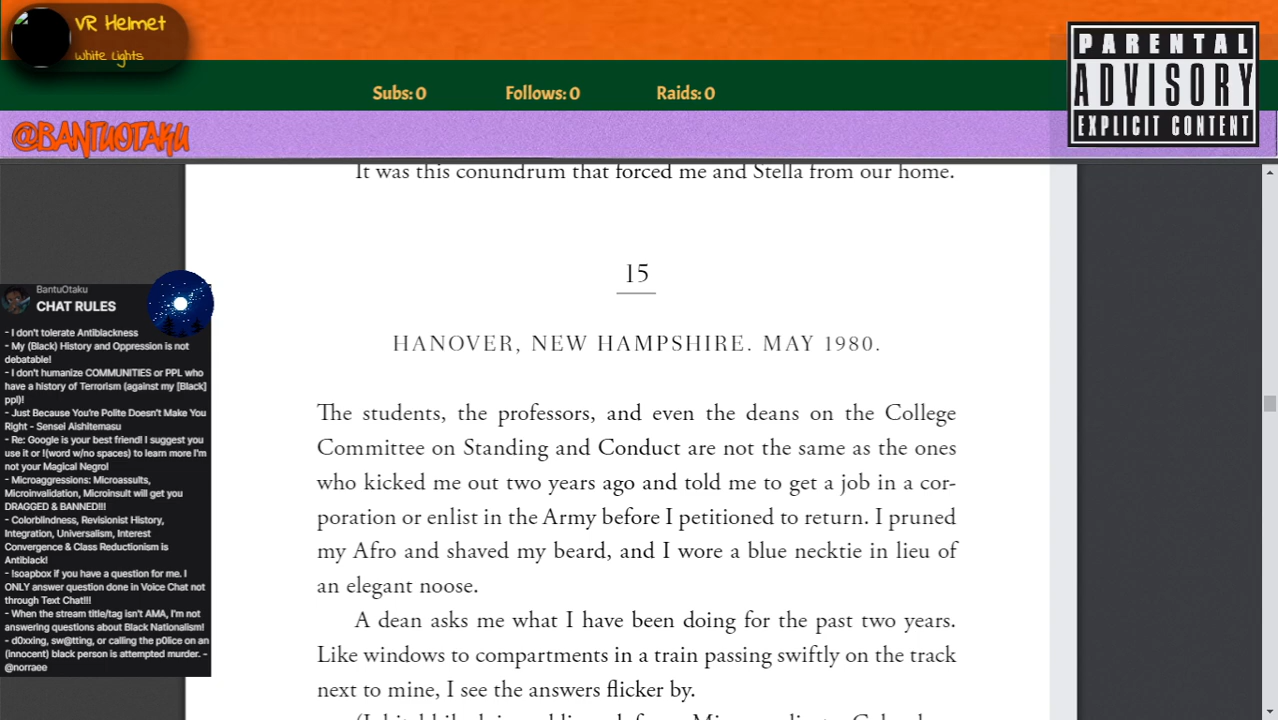 VR Helmet
White Lights
PARENTAL
ADVISORY
EXPLICIT CONTENT
Subs: 0
Follows: 0
Raids: 0
@BANTUOTAKU
It was this conundrum that forced me and Stella from our home.
15
HANOVER, NEW HAMPSHIRE. MAY 1980.
The students, the professors, and even the deans on the College
Committee on Standing and Conduct are not the same as the ones
who kicked me out two years ago and told me to get a job in a cor-
poration or enlist in the Army before I petitioned to return. I pruned
my Afro and shaved my beard, and I wore a blue necktie in lieu of
an elegant noose.
A dean asks me what I have been doing for the past two years.
Like windows to compartments in a train passing swiftly on the track
next to mine, I see the answers flicker by.
BantuOtaku
CHAT RULES
- I don't tolerate Antiblackness
- My (Black) History and Oppression is not
debatable!
- I don't humanize COMMUNITIES or PPL who
have a history of Terrorism (against my [Black]
ppl)!
- Just Because You're Polite Doesn't Make You
Right - Sensei Aishitemasu
- Re: Google is your best friend! I suggest you
use it or !(word w/no spaces) to learn more I'm
not your Magical Negro!
- Microaggressions: Microassults,
Microinvalidation, Microinsult will get you
DRAGGED & BANNED!!!
- Colorblindness, Revisionist History,
Integration, Universalism, Interest
Convergence & Class Reductionism is
Antiblack!
- !soapbox if you have a question for me. I
ONLY answer question done in Voice Chat not
through Text Chat!!!
- When the stream title/tag isn't AMA, I'm not
answering questions about Black Nationalism!
- d0xxing, sw@tting, or calling the p0lice on an
(innocent) black person is attempted murder. -
@norraee